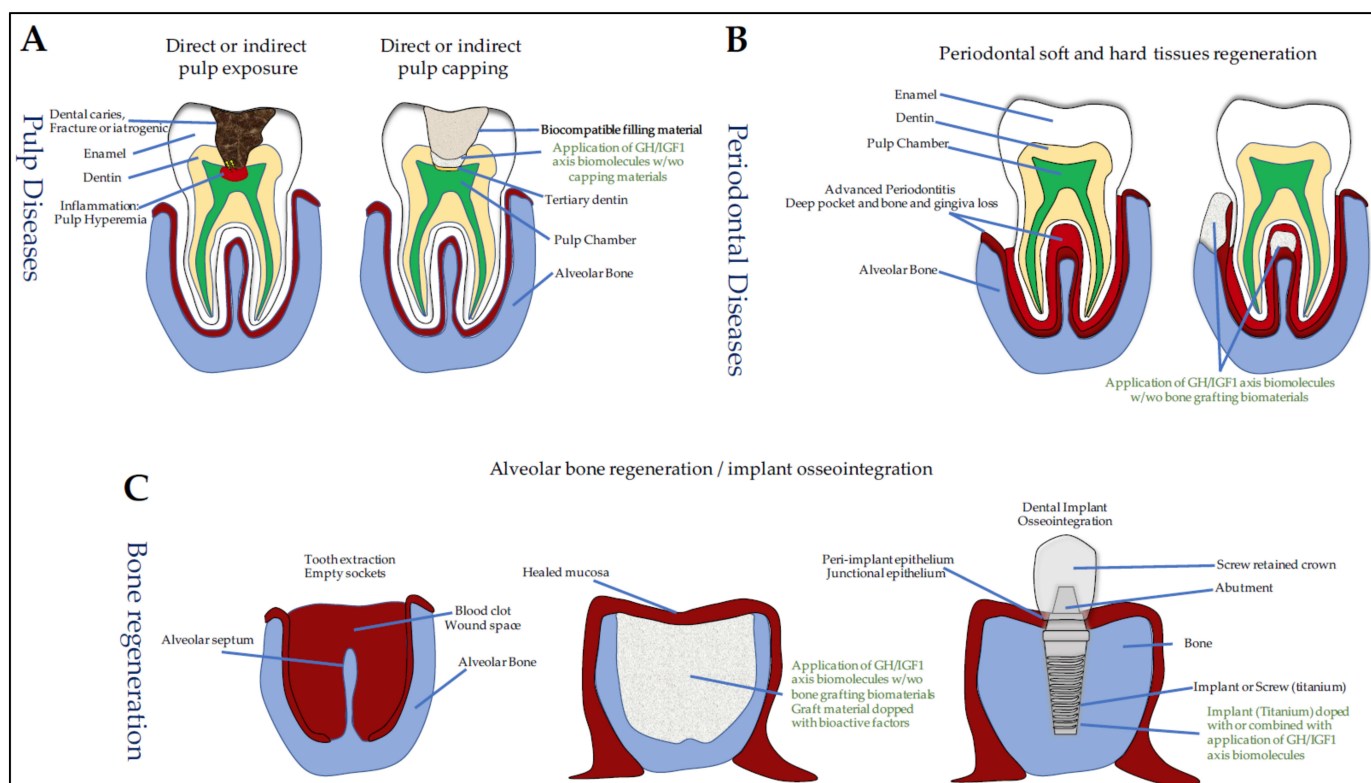 A
Pulp Diseases
Direct or indirect
pulp exposure
Dental caries,
Fracture or iatrogenic
Enamel
Dentin
Inflammation:
Pulp Hyperemia
Direct or indirect
pulp capping
Biocompatible filling material
Application of GH/IGF1
axis biomolecules w/wo
capping materials
Tertiary dentin
Pulp Chamber
Alveolar Bone
B
Periodontal Diseases
Periodontal soft and hard tissues regeneration
Enamel
Dentin
Pulp Chamber
Advanced Periodontitis
Deep pocket and bone and gingiva loss
Alveolar Bone
Application of GH/IGF1 axis biomolecules
w/wo bone grafting biomaterials
C
Bone regeneration
Alveolar bone regeneration / implant osseointegration
Tooth extraction
Empty sockets
Blood clot
Wound space
Alveolar septum
Alveolar Bone
Healed mucosa
Application of GH/IGF1
axis biomolecules w/wo
bone grafting biomaterials
Graft material dopped
with bioactive factors
Dental Implant
Osseointegration
Peri-implant epithelium
Junctional epithelium
Screw retained crown
Abutment
Bone
Implant or Screw (titanium)
Implant (Titanium) doped
with or combined with
application of GH/IGF1
axis biomolecules